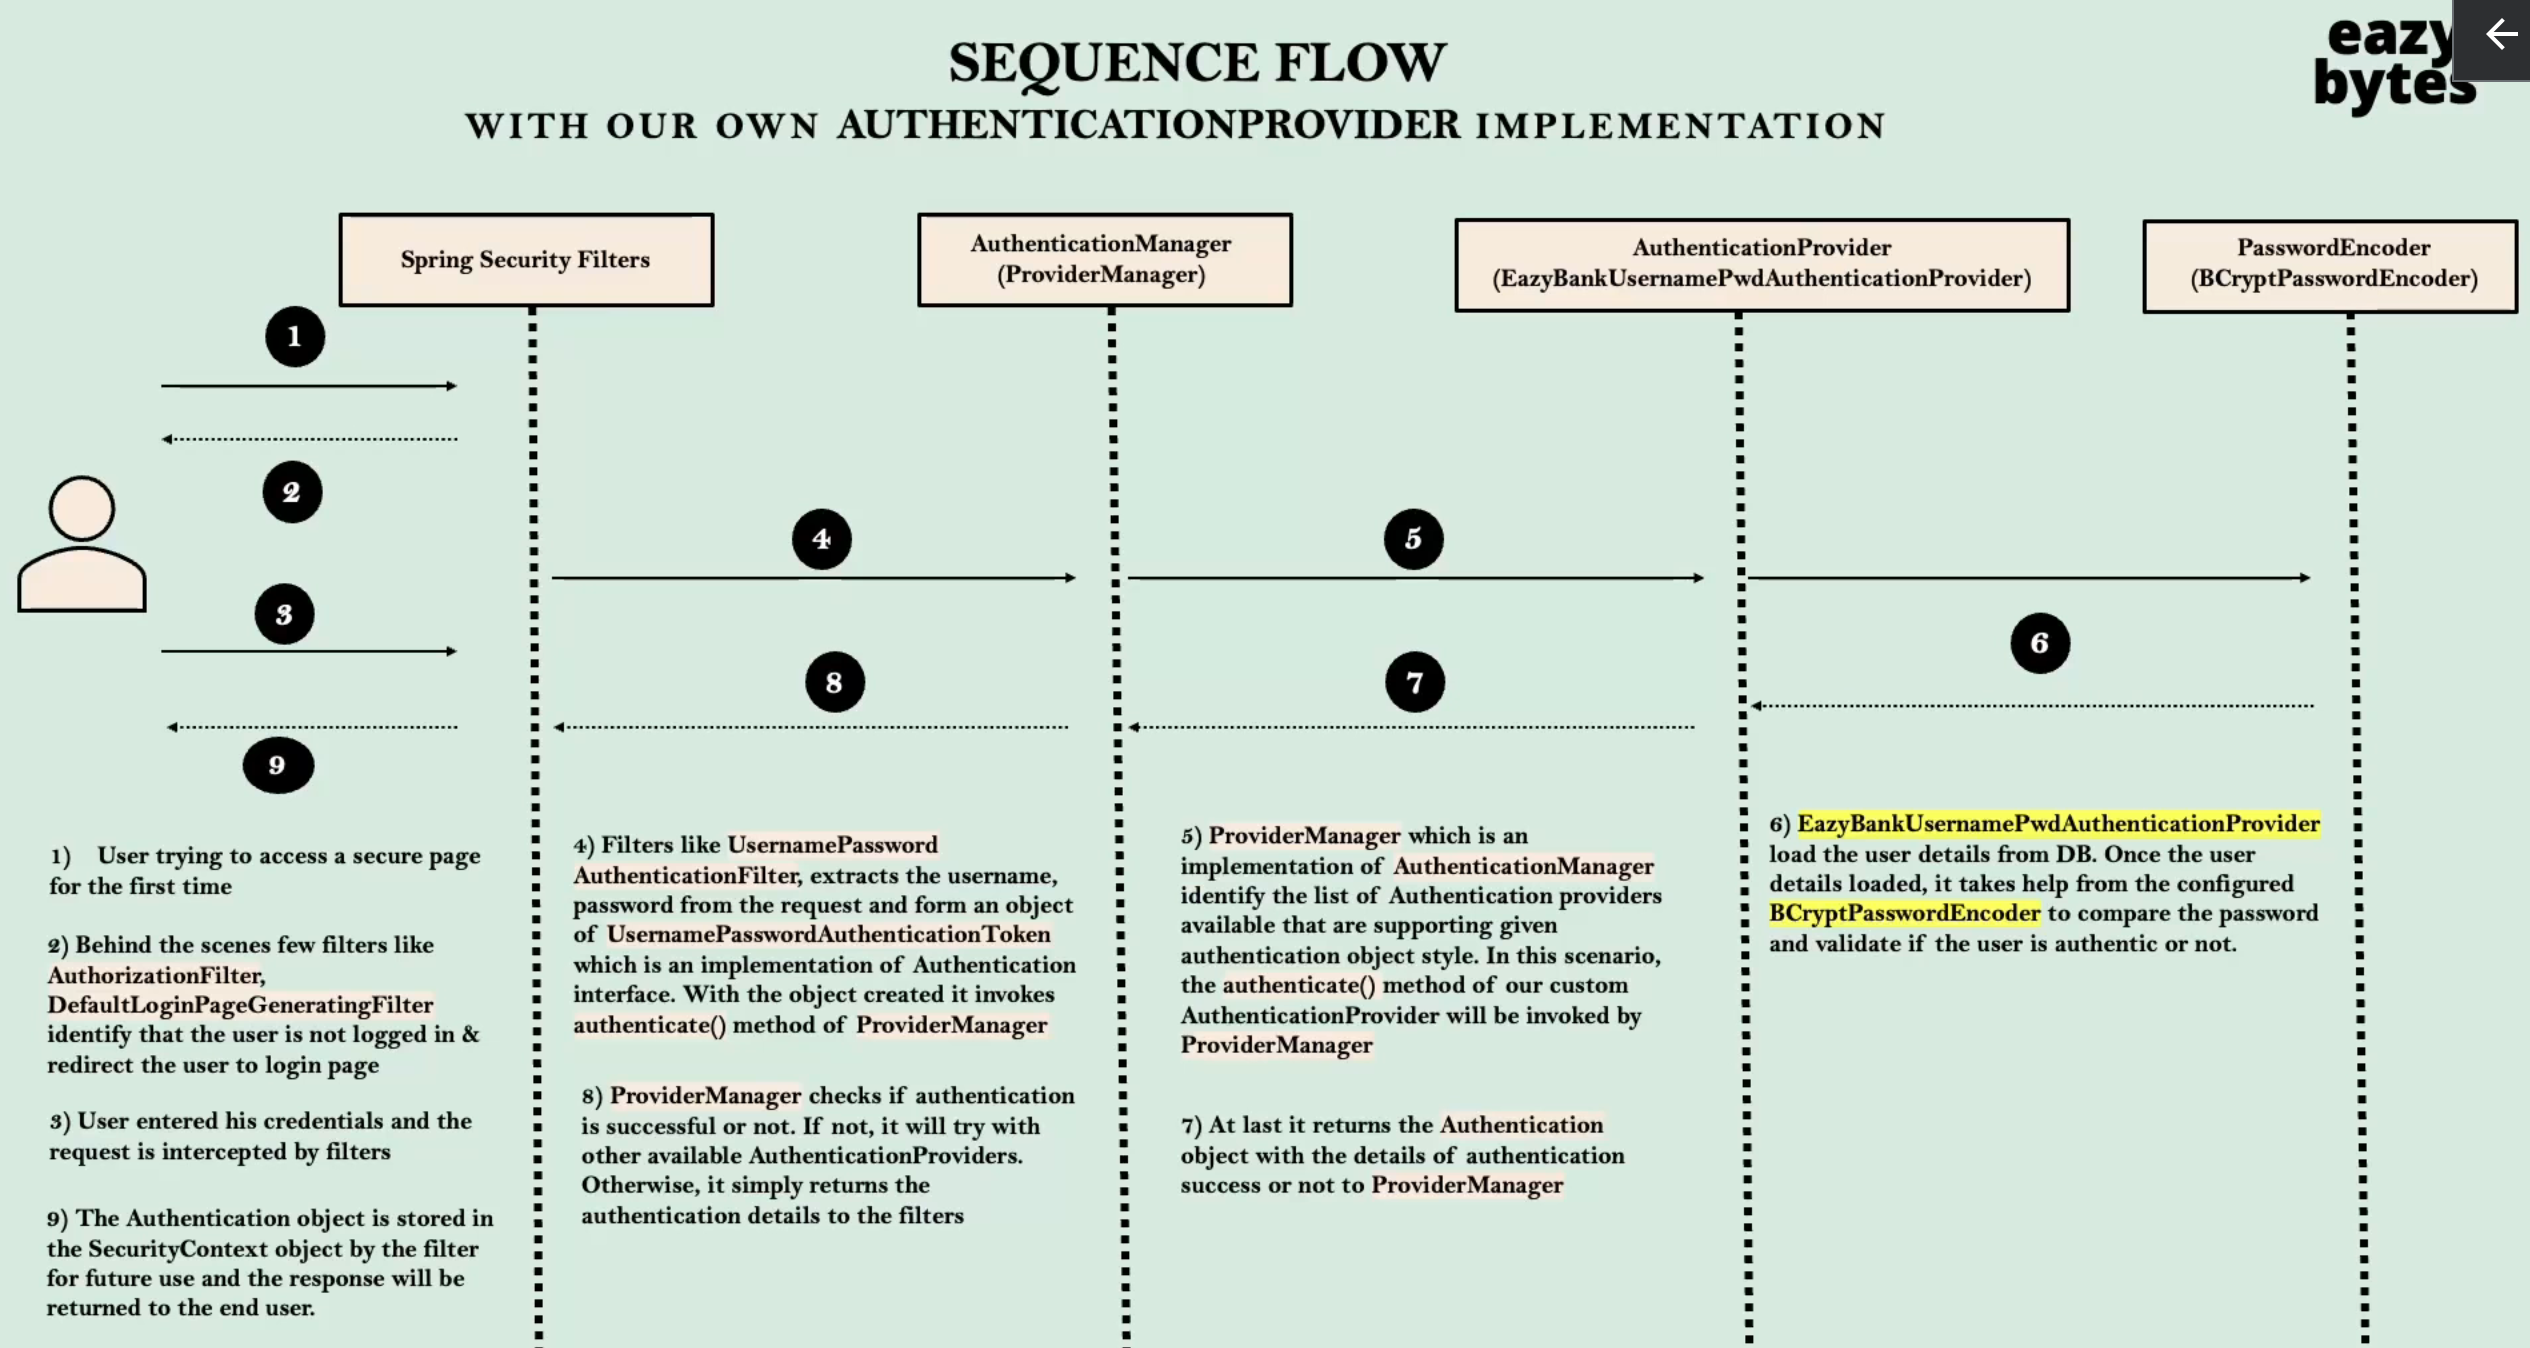 SEQUENCE FLOW
WITH OUR OWN AUTHENTICATIONPROVIDER IMPLEMENTATION
eazy
bytes
Spring Security Filters
AuthenticationManager
(ProviderManager)
AuthenticationProvider
(EazyBankUsernamePwdAuthenticationProvider)
PasswordEncoder
(BCryptPasswordEncoder)
1
2
3
4
5
6
7
8
9
1) User trying to access a secure page
for the first time
2) Behind the scenes few filters like
AuthorizationFilter,
DefaultLoginPageGeneratingFilter
identify that the user is not logged in &
redirect the user to login page
3) User entered his credentials and the
request is intercepted by filters
9) The Authentication object is stored in
the SecurityContext object by the filter
for future use and the response will be
returned to the end user.
4) Filters like UsernamePassword
AuthenticationFilter, extracts the username,
password from the request and form an object
of UsernamePasswordAuthenticationToken
which is an implementation of Authentication
interface. With the object created it invokes
authenticate() method of ProviderManager
8) ProviderManager checks if authentication
is successful or not. If not, it will try with
other available AuthenticationProviders.
Otherwise, it simply returns the
authentication details to the filters
5) ProviderManager which is an
implementation of AuthenticationManager
identify the list of Authentication providers
available that are supporting given
authentication object style. In this scenario,
the authenticate() method of our custom
AuthenticationProvider will be invoked by
ProviderManager
7) At last it returns the Authentication
object with the details of authentication
success or not to ProviderManager
6) EazyBankUsernamePwdAuthenticationProvider
load the user details from DB. Once the user
details loaded, it takes help from the configured
BCryptPasswordEncoder to compare the password
and validate if the user is authentic or not.